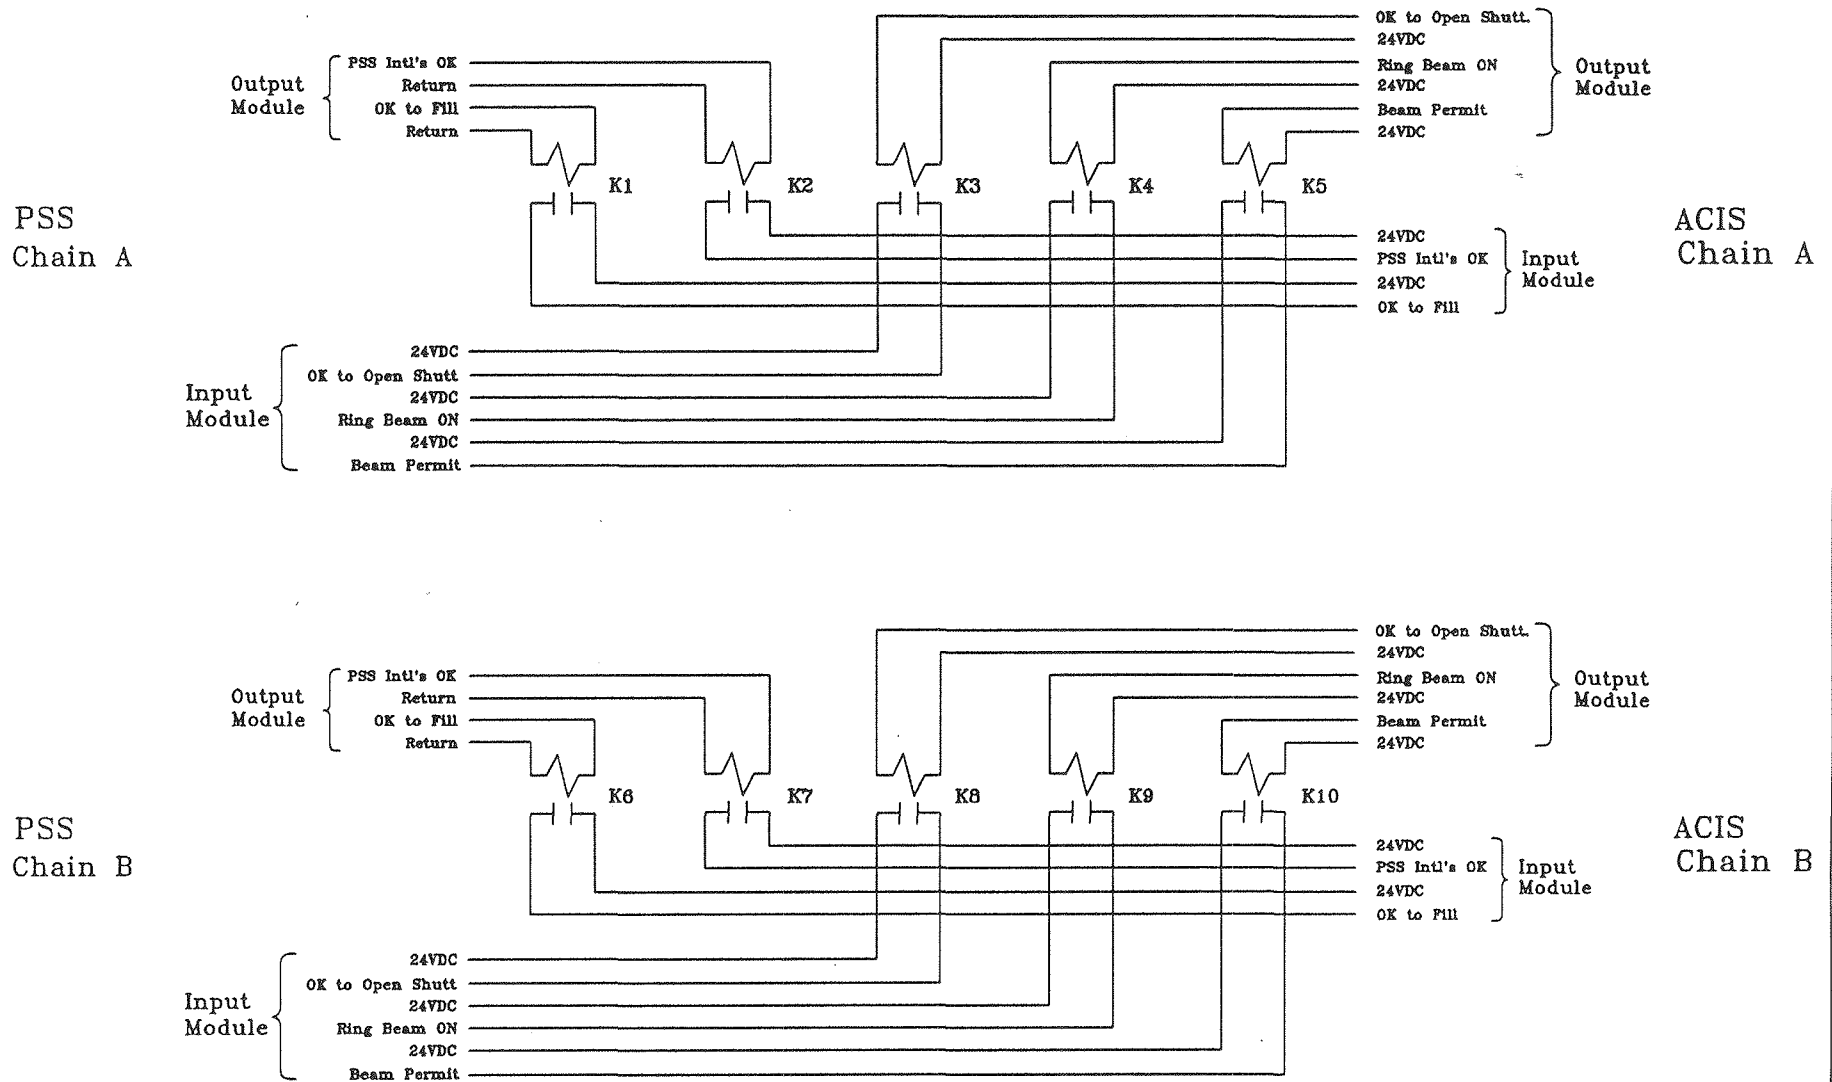 OK to Open Shutt.
24VDC
Ring Beam ON
24VDC
Beam Permit
24VDC
Output
Module
PSS Intl's OK
Return
OK to Fill
Return
Output
Module
K1
K2
K3
K4
K5
PSS
Chain A
ACIS
Chain A
24VDC
PSS Intl's OK
24VDC
OK to Fill
Input
Module
24VDC
OK to Open Shutt
24VDC
Ring Beam ON
24VDC
Beam Permit
Input
Module
OK to Open Shutt.
24VDC
Ring Beam ON
24VDC
Beam Permit
24VDC
Output
Module
PSS Intl's OK
Return
OK to Fill
Return
Output
Module
K6
K7
K8
K9
K10
PSS
Chain B
ACIS
Chain B
24VDC
PSS Intl's OK
24VDC
OK to Fill
Input
Module
24VDC
OK to Open Shutt
24VDC
Ring Beam ON
24VDC
Beam Permit
Input
Module